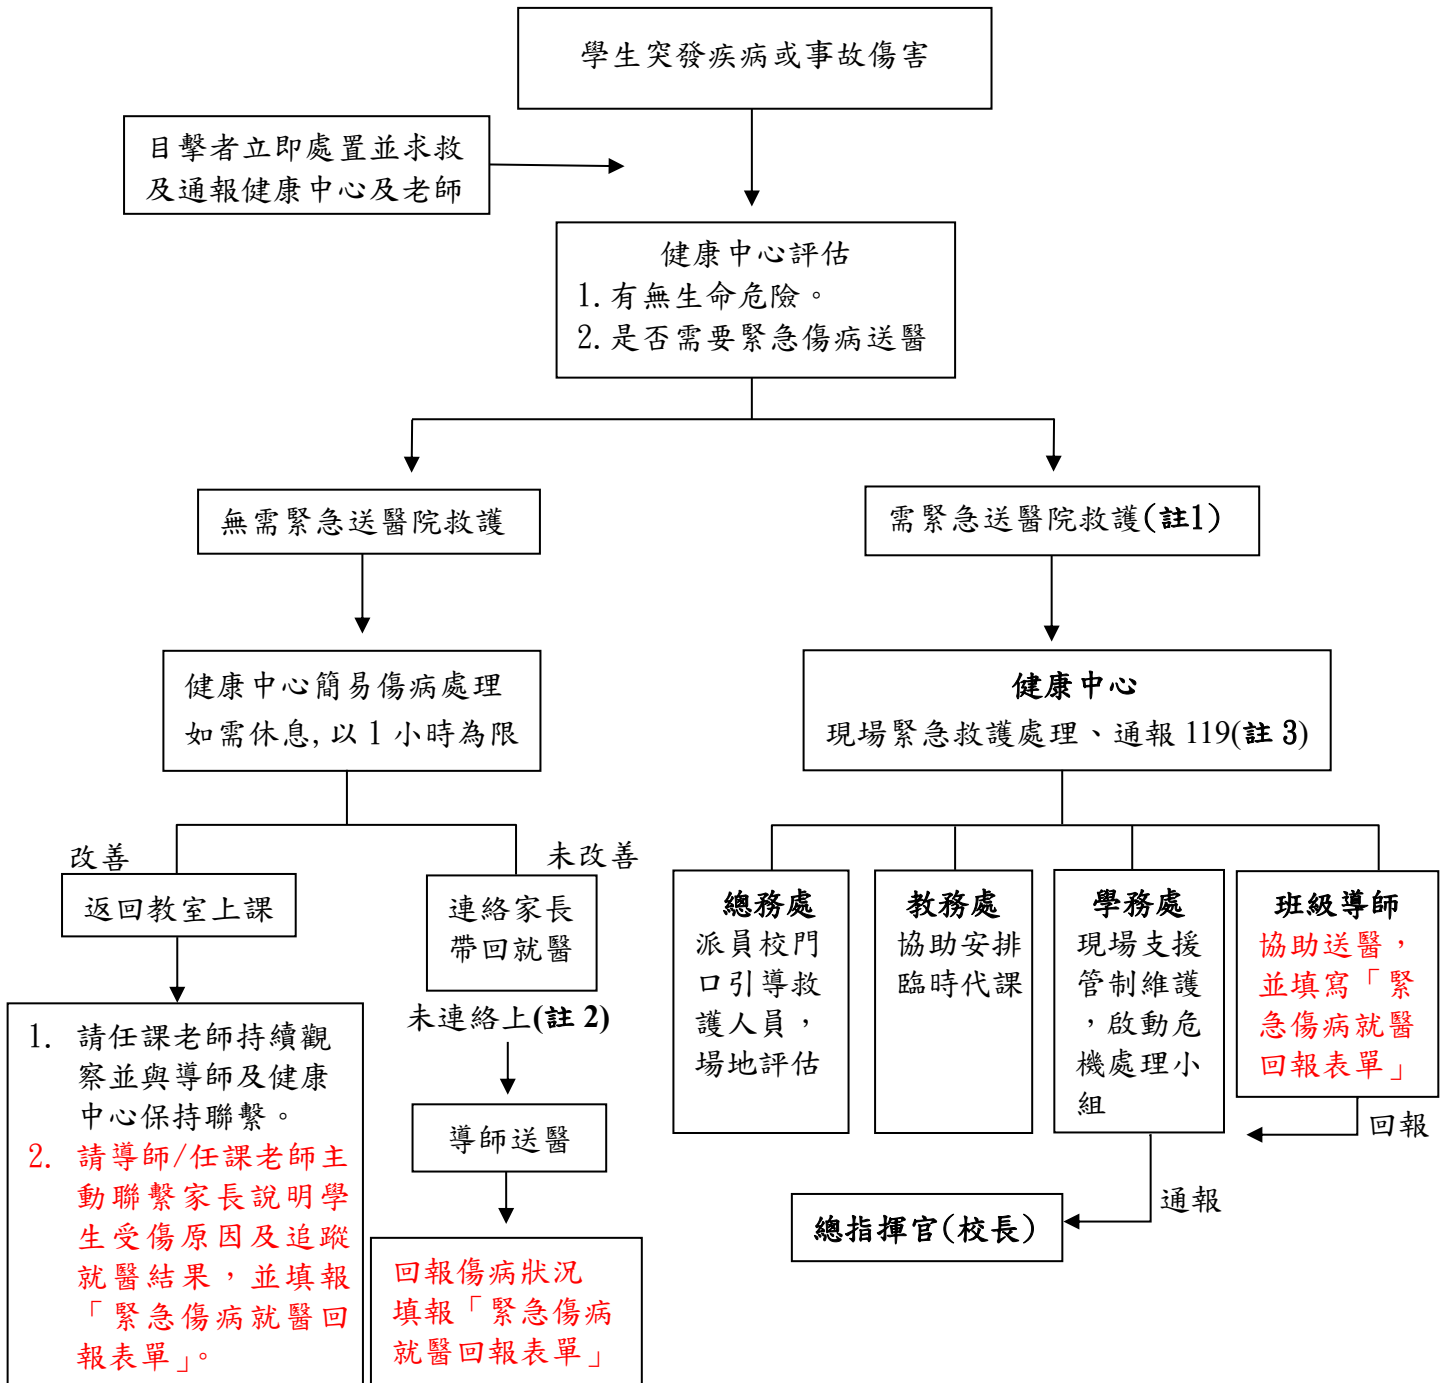 學生突發疾病或事故傷害
目擊者立即處置並求救
及通報健康中心及老師
健康中心評估
1.有無生命危險。
2.是否需要緊急傷病送醫
無需緊急送醫院救護
需緊急送醫院救護(註1)
健康中心簡易傷病處理
如需休息,以 1 小時為限
健康中心
現場緊急救護處理、通報 119(註 3)
改善
未改善
返回教室上課
連絡家長
帶回就醫
未連絡上(註 2)
導師送醫
1. 請任課老師持續觀
察並與導師及健康
中心保持聯繫。
2. 請導師/任課老師主
動聯繫家長說明學
生受傷原因及追蹤
就醫結果，並填報
「緊急傷病就醫回
報表單」。
回報傷病狀況
填報「緊急傷病
就醫回報表單」
總務處
派員校門
口引導救
護人員，
場地評估
教務處
協助安排
臨時代課
學務處
現場支援
管制維護
，啟動危
機處理小
組
班級導師
協助送醫，
並填寫「緊
急傷病就醫
回報表單」
回報
通報
總指揮官(校長)